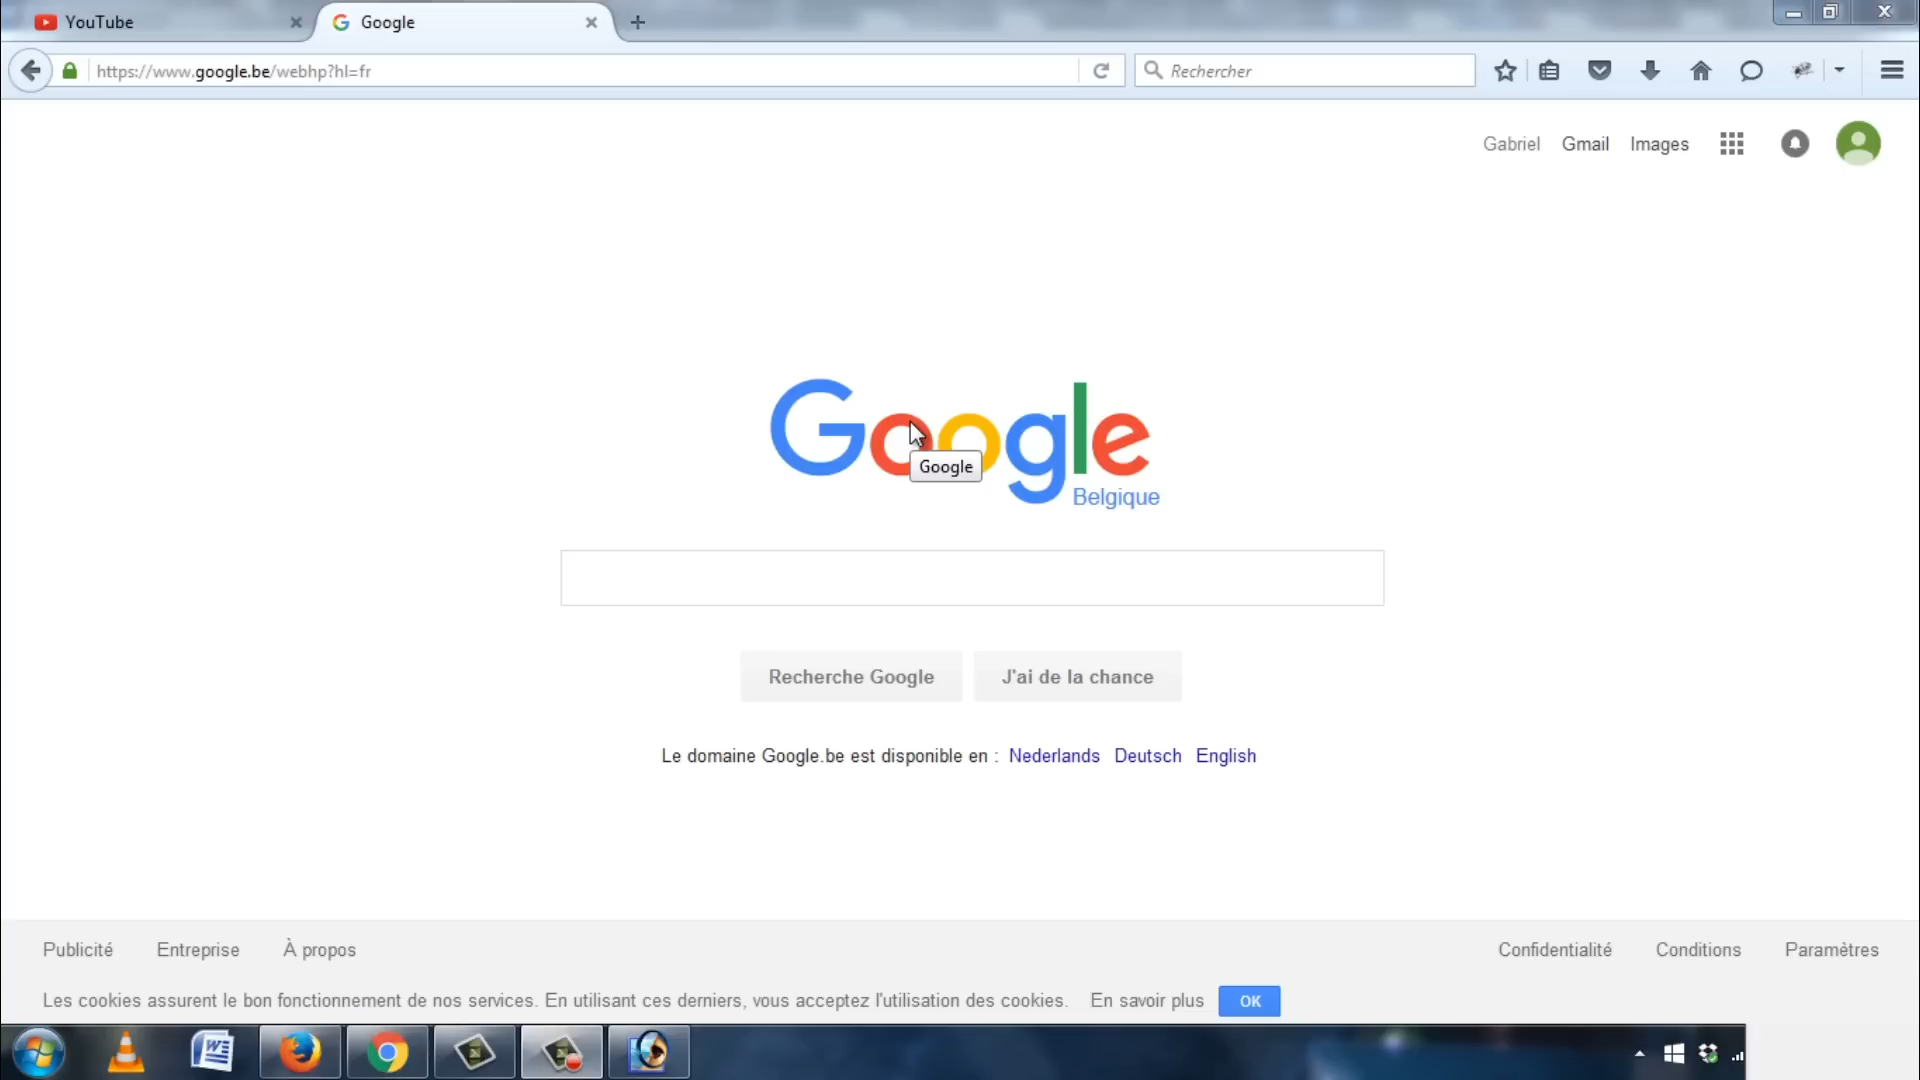 YouTube
Google
https://www.google.be/webhp?hl=fr
Rechercher
Gabriel Gmail Images
Google
Google
Belgique
Recherche Google
J'ai de la chance
Le domaine Google.be est disponible en : Nederlands Deutsch English
Publicité Entreprise À propos
Confidentialité Conditions Paramètres
Les cookies assurent le bon fonctionnement de nos services. En utilisant ces derniers, vous acceptez l'utilisation des cookies. En savoir plus OK